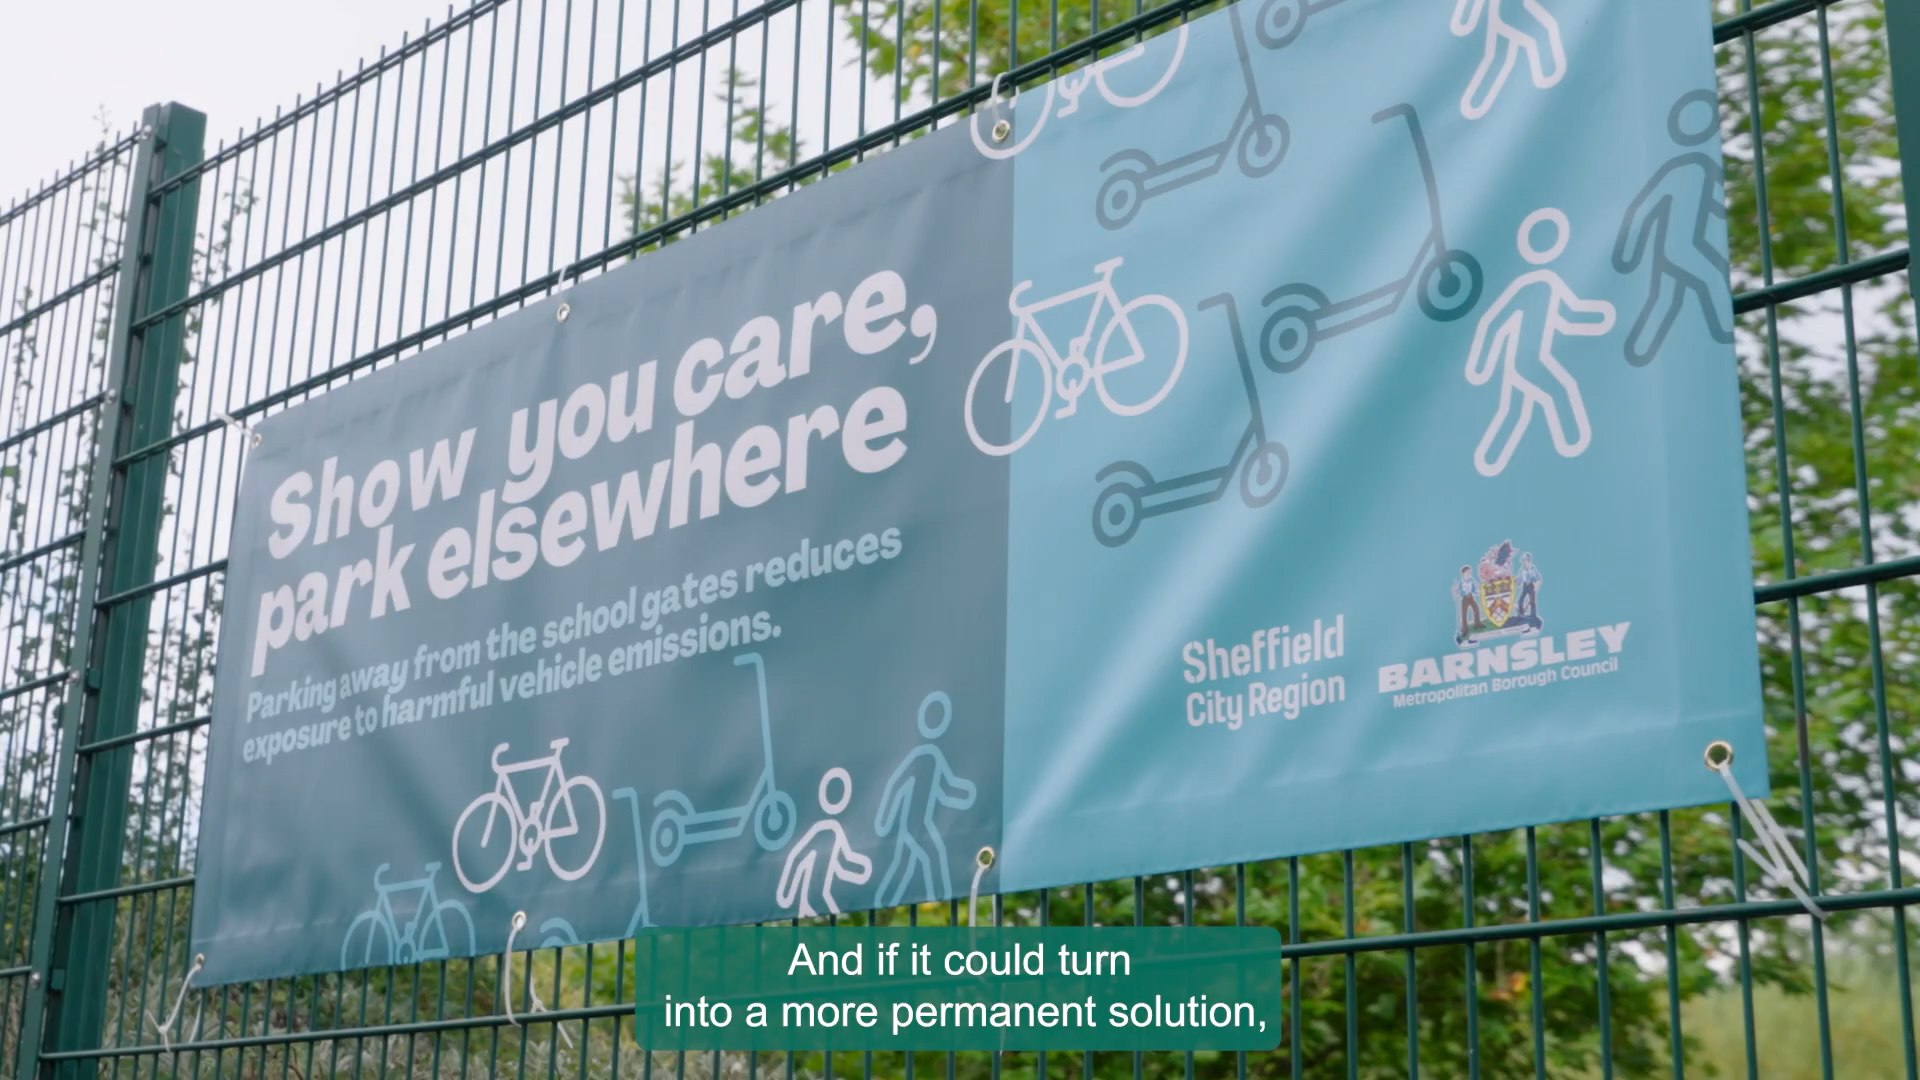 Show you care,
park elsewhere
Parking away from the school gates reduces
exposure to harmful vehicle emissions.
Sheffield
City Region
BARNSLEY
Metropolitan Borough Council
And if it could turn
into a more permanent solution,